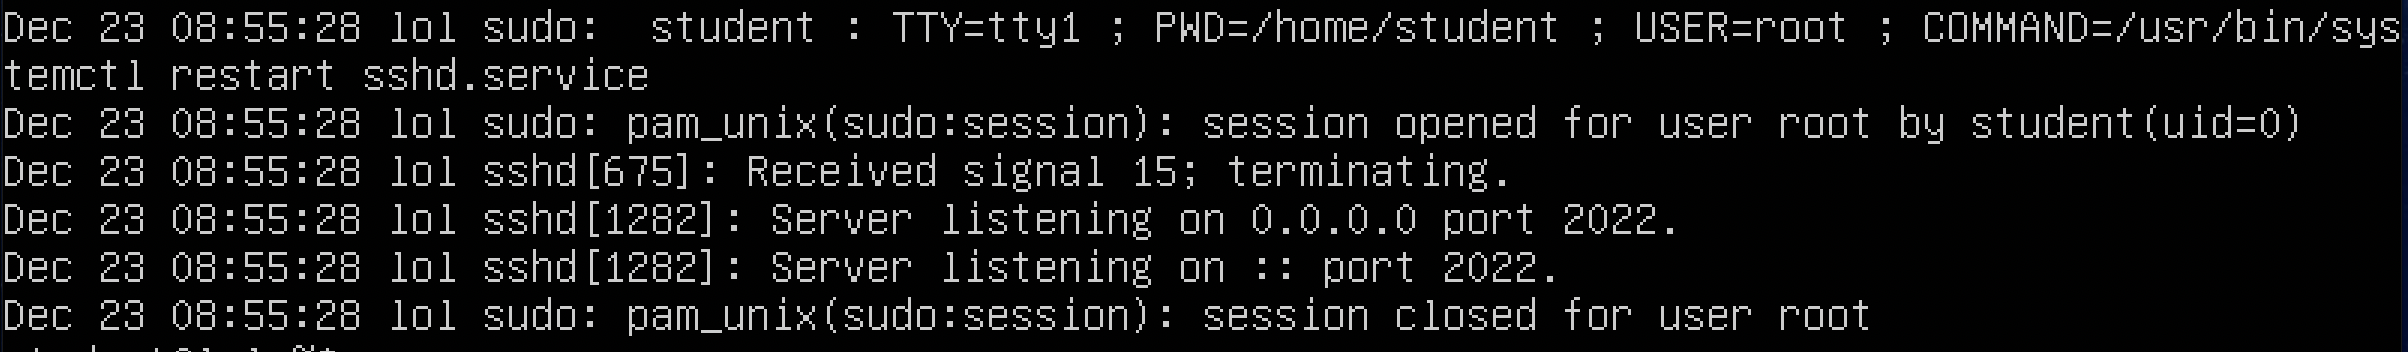 Dec 23 08:55:28 lol sudo:  student : TTY=tty1 ; PWD=/home/student ; USER=root ; COMMAND=/usr/bin/sys
temctl restart sshd.service
Dec 23 08:55:28 lol sudo: pam_unix(sudo:session): session opened for user root by student(uid=0)
Dec 23 08:55:28 lol sshd[675]: Received signal 15; terminating.
Dec 23 08:55:28 lol sshd[1282]: Server listening on 0.0.0.0 port 2022.
Dec 23 08:55:28 lol sshd[1282]: Server listening on :: port 2022.
Dec 23 08:55:28 lol sudo: pam_unix(sudo:session): session closed for user root